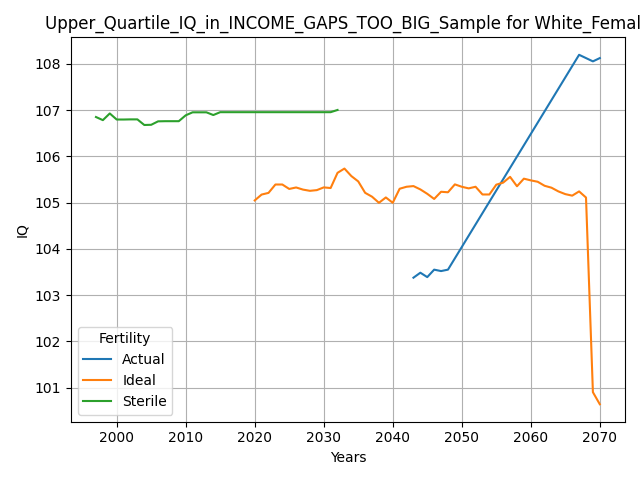 Upper_Quartile_IQ_in_INCOME_GAPS_TOO_BIG_Sample for White_Femal
108
107
106
105
104
103
102
101
IQ
Fertility
Actual
Ideal
Sterile
2000 2010 2020 2030 2040 2050 2060 2070
Years